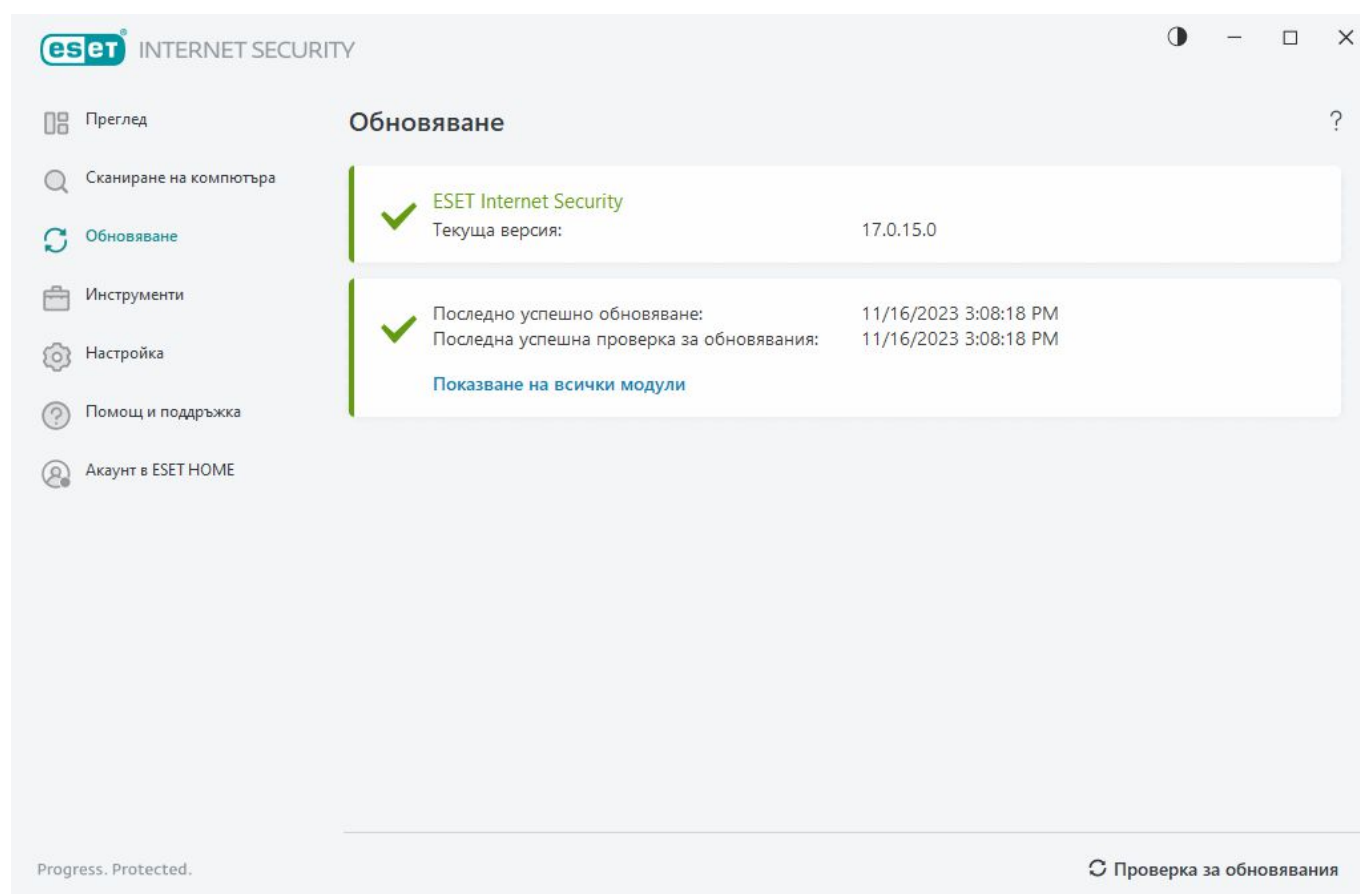 eset® INTERNET SECURITY
Преглед
Сканиране на компютъра
Обновяване
Инструменти
Настройка
Помощ и поддръжка
Акаунт в ESET HOME
Обновяване
?
ESET Internet Security
Текуща версия: 17.0.15.0
Последно успешно обновяване: 11/16/2023 3:08:18 PM
Последна успешна проверка за обновявания: 11/16/2023 3:08:18 PM
Показване на всички модули
Progress. Protected.
Проверка за обновявания